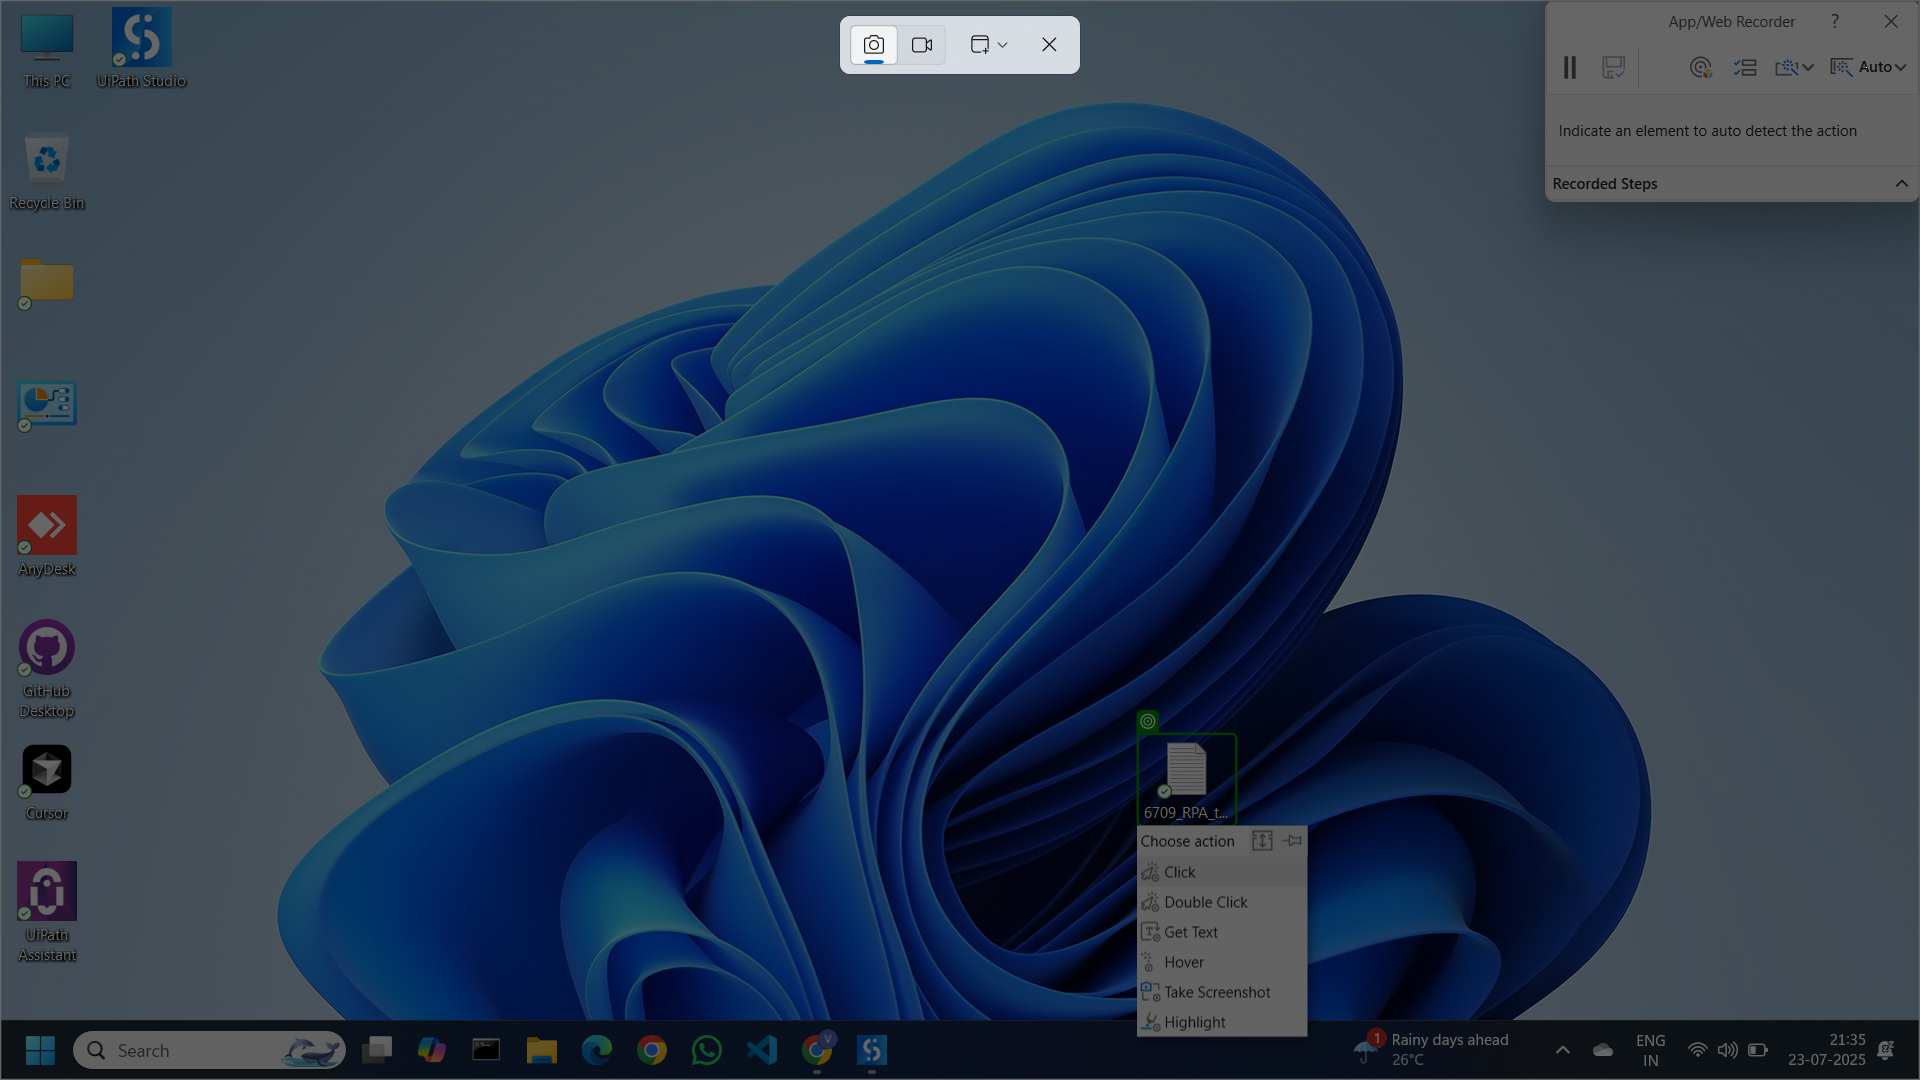 This PC
UiPath Studio
Recycle Bin
AnyDesk
GitHub
Desktop
Cursor
UiPath
Assistant
App/Web Recorder
?
Auto
Indicate an element to auto detect the action
Recorded Steps
6709_RPA_t...
Choose action
Click
Double Click
Get Text
Hover
Take Screenshot
Highlight
Search
V
1
Rainy days ahead
26°C
ENG
IN
21:35
23-07-2025